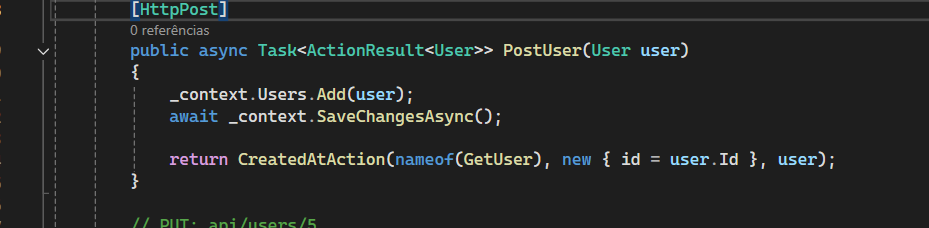 [HttpPost]
0 referências
public async Task<ActionResult<User>> PostUser(User user)
{
_context.Users.Add(user);
await _context.SaveChangesAsync();
return CreatedAtAction(nameof(GetUser), new { id = user.Id }, user);
}
// PUT: api/users/5